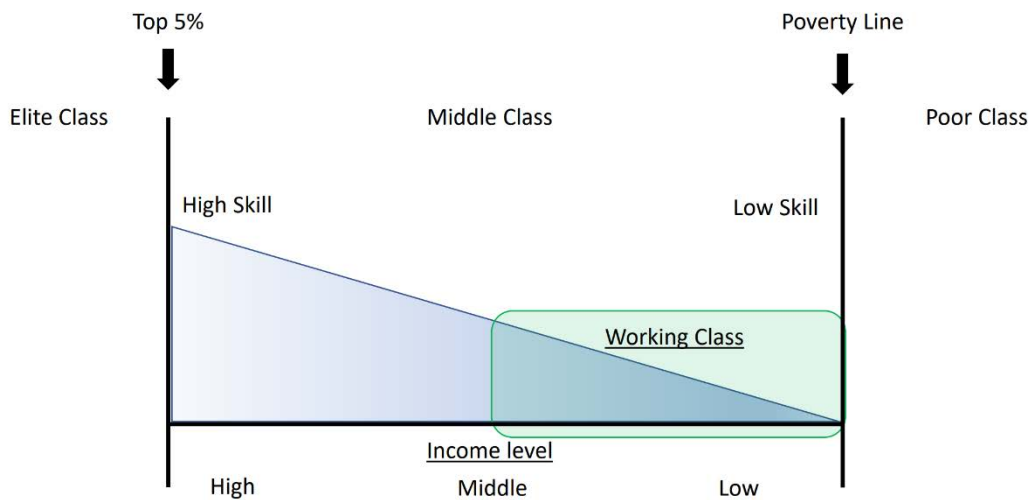 Top 5%
Poverty Line
Elite Class
Middle Class
Poor Class
High Skill
Low Skill
Working Class
Income level
High
Middle
Low